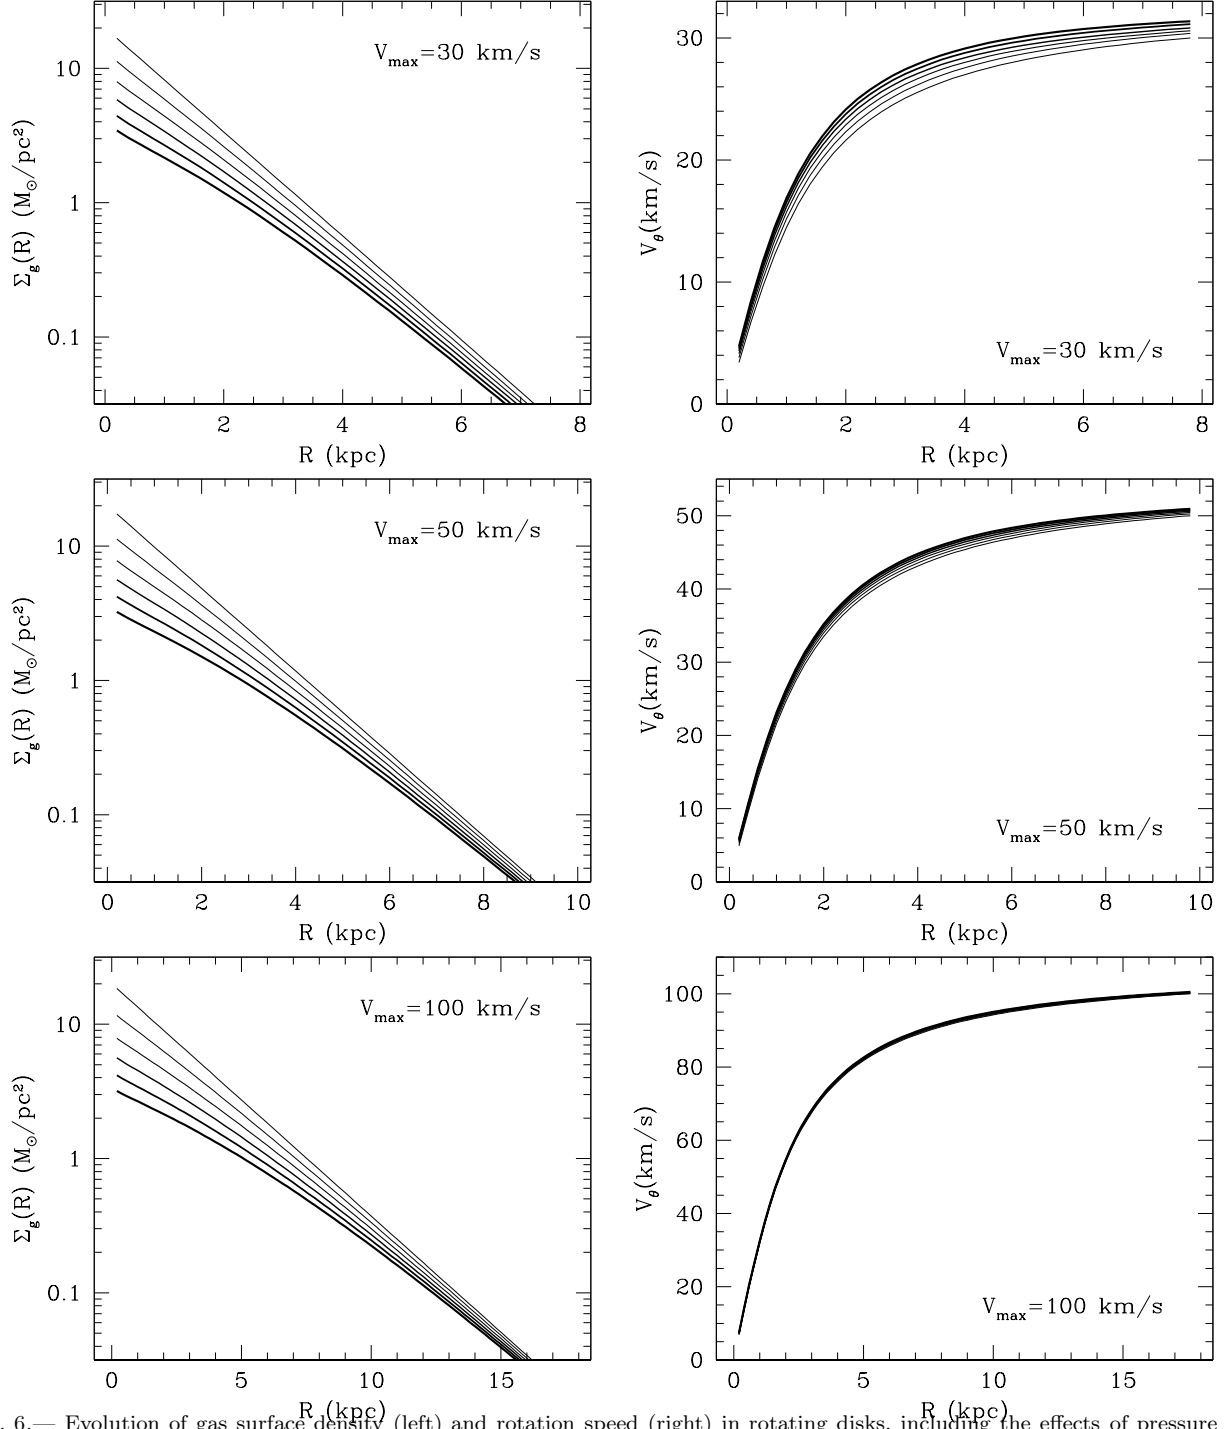 V_max=30 km/s
10
1
0.1
Σ_g(R) (M_⊙/pc²)
0 2 4 6 8
R (kpc)
V_max=30 km/s
30
20
10
0
V_θ(km/s)
0 2 4 6 8
R (kpc)
V_max=50 km/s
10
1
0.1
Σ_g(R) (M_⊙/pc²)
0 2 4 6 8 10
R (kpc)
V_max=50 km/s
50
40
30
20
10
0
V_θ(km/s)
0 2 4 6 8 10
R (kpc)
V_max=100 km/s
10
1
0.1
Σ_g(R) (M_⊙/pc²)
0 5 10 15
R (kpc)
V_max=100 km/s
100
80
60
40
20
0
V_θ(km/s)
0 5 10 15
R (kpc)
. 6.— Evolution of gas surface density (left) and rotation speed (right) in rotating disks, including the effects of pressure